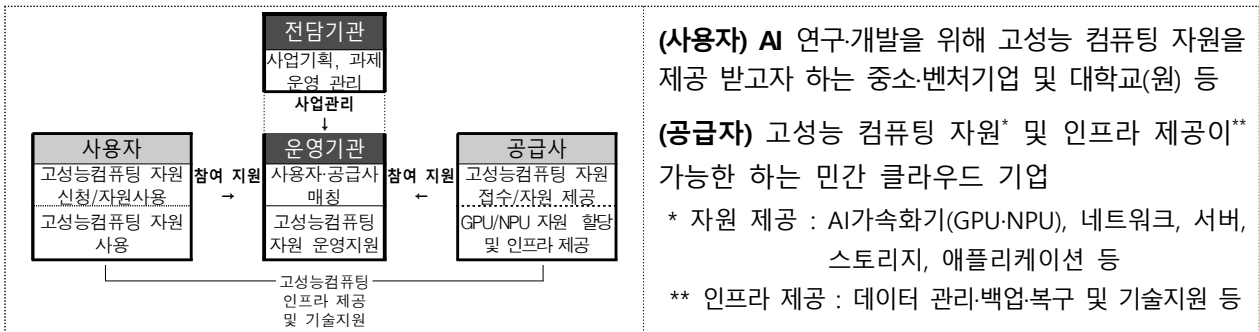 전담기관
사업기획, 과제
운영 관리
사업관리
↓
사용자
고성능컴퓨팅 자원
신청/자원사용
고성능컴퓨팅 자원
사용
참여 지원
→
운영기관
사용자·공급사
매칭
고성능컴퓨팅
자원 운영지원
참여 지원
←
공급사
고성능컴퓨팅 자원
접수/자원 제공
GPU/NPU 자원 할당
및 인프라 제공
고성능컴퓨팅
인프라 제공
및 기술지원
(사용자) AI 연구·개발을 위해 고성능 컴퓨팅 자원을
제공 받고자 하는 중소·벤처기업 및 대학교(원) 등
(공급자) 고성능 컴퓨팅 자원* 및 인프라 제공이**
가능한 하는 민간 클라우드 기업
* 자원 제공 : AI가속화기(GPU·NPU), 네트워크, 서버,
스토리지, 애플리케이션 등
** 인프라 제공 : 데이터 관리·백업·복구 및 기술지원 등